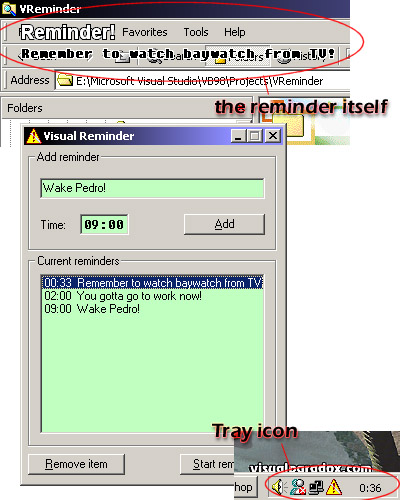 VReminder
Reminder!
Favorites Tools Help
Remember to watch baywatch from TV!
Address E:\Microsoft Visual Studio\VB98\Projects\VReminder
Folders
the reminder itself
Visual Reminder
Add reminder
Wake Pedro!
Time: 09:00 Add
Current reminders
00:33 Remember to watch baywatch from TV
02:00 You gotta go to work now!
09:00 Wake Pedro!
Tray icon
Remove item Start rem
hop 0:36